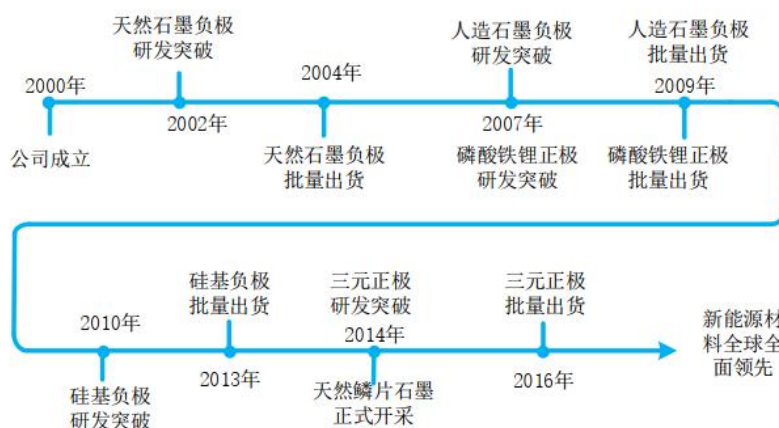 天然石墨负极
研发突破
人造石墨负极
研发突破
人造石墨负极
批量出货
2000年
2004年
2009年
2002年
2007年
公司成立
天然石墨负极
批量出货
磷酸铁锂正极
研发突破
磷酸铁锂正极
批量出货
硅基负极
批量出货
三元正极
研发突破
三元正极
批量出货
2010年
2014年
新能源材
料全球全
面领先
2013年
2016年
硅基负极
研发突破
天然鳞片石墨
正式开采